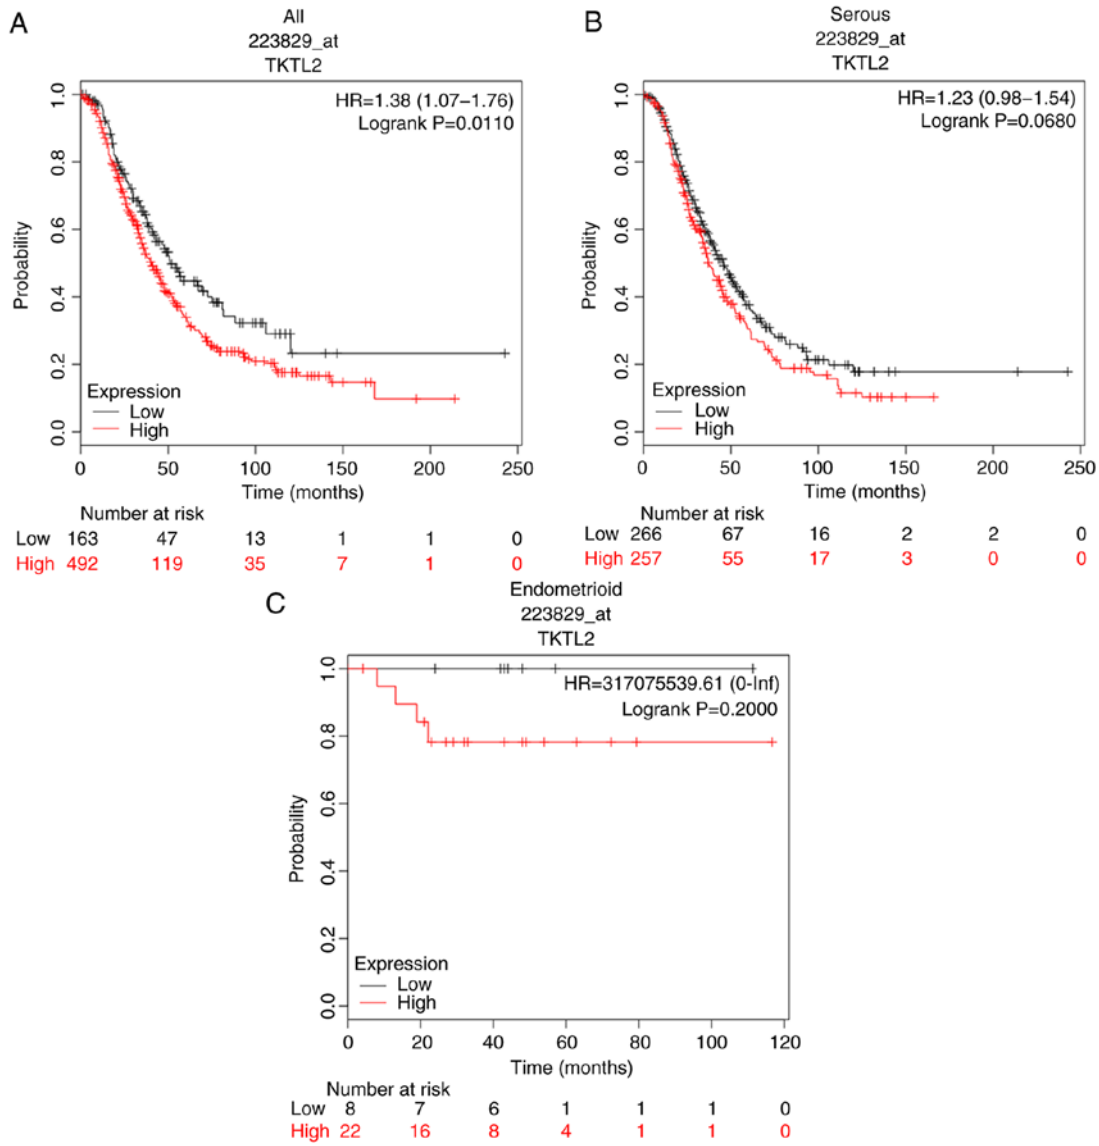 A
All
223829_at
TKTL2
HR=1.38 (1.07–1.76)
Logrank P=0.0110
Probability
1.0
0.8
0.6
0.4
0.2
0.0
Expression
Low
High
0 50 100 150 200 250
Time (months)
Number at risk
Low 163 47 13 1 1 0
High 492 119 35 7 1 0
B
Serous
223829_at
TKTL2
HR=1.23 (0.98–1.54)
Logrank P=0.0680
Probability
1.0
0.8
0.6
0.4
0.2
0.0
Expression
Low
High
0 50 100 150 200 250
Time (months)
Number at risk
Low 266 67 16 2 2 0
High 257 55 17 3 0 0
C
Endometrioid
223829_at
TKTL2
HR=317075539.61 (0-Inf)
Logrank P=0.2000
Probability
1.0
0.8
0.6
0.4
0.2
0.0
Expression
Low
High
0 20 40 60 80 100 120
Time (months)
Number at risk
Low 8 7 6 1 1 1 0
High 22 16 8 4 1 1 0